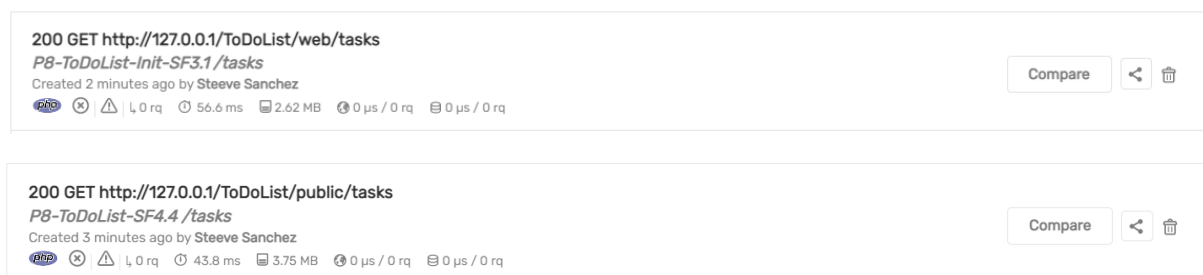 200 GET http://127.0.0.1/ToDoList/web/tasks
P8-ToDoList-Init-SF3.1 /tasks
Created 2 minutes ago by Steeve Sanchez
php 0 rq 56.6 ms 2.62 MB 0 µs / 0 rq 0 µs / 0 rq
Compare
200 GET http://127.0.0.1/ToDoList/public/tasks
P8-ToDoList-SF4.4 /tasks
Created 3 minutes ago by Steeve Sanchez
php 0 rq 43.8 ms 3.75 MB 0 µs / 0 rq 0 µs / 0 rq
Compare